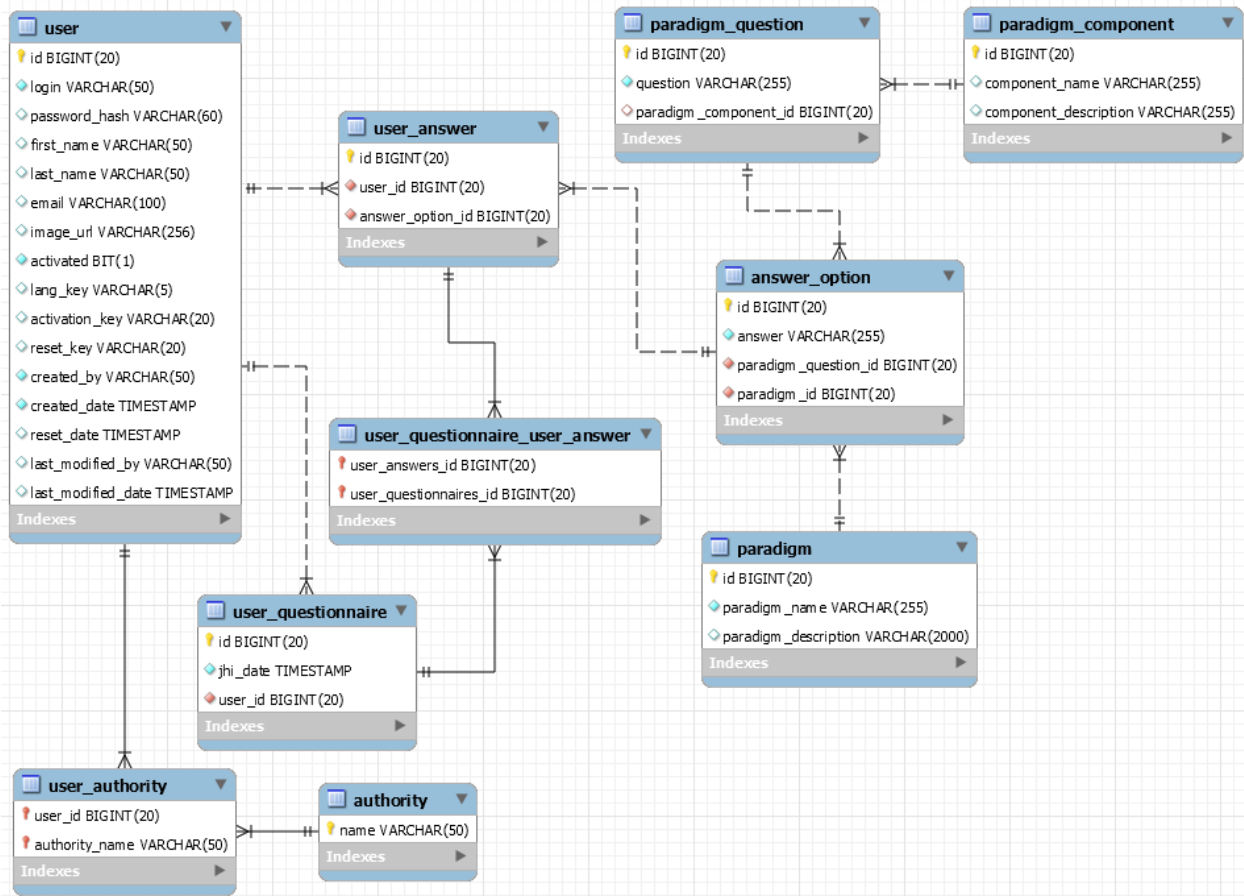 user
id BIGINT(20)
login VARCHAR(50)
password_hash VARCHAR(60)
first_name VARCHAR(50)
last_name VARCHAR(50)
email VARCHAR(100)
image_url VARCHAR(256)
activated BIT(1)
lang_key VARCHAR(5)
activation_key VARCHAR(20)
reset_key VARCHAR(20)
created_by VARCHAR(50)
created_date TIMESTAMP
reset_date TIMESTAMP
last_modified_by VARCHAR(50)
last_modified_date TIMESTAMP
Indexes
user_answer
id BIGINT(20)
user_id BIGINT(20)
answer_option_id BIGINT(20)
Indexes
paradigm_question
id BIGINT(20)
question VARCHAR(255)
paradigm_component_id BIGINT(20)
Indexes
paradigm_component
id BIGINT(20)
component_name VARCHAR(255)
component_description VARCHAR(255)
Indexes
answer_option
id BIGINT(20)
answer VARCHAR(255)
paradigm_question_id BIGINT(20)
paradigm_id BIGINT(20)
Indexes
user_questionnaire_user_answer
user_answers_id BIGINT(20)
user_questionnaires_id BIGINT(20)
Indexes
paradigm
id BIGINT(20)
paradigm_name VARCHAR(255)
paradigm_description VARCHAR(2000)
Indexes
user_questionnaire
id BIGINT(20)
jhi_date TIMESTAMP
user_id BIGINT(20)
Indexes
user_authority
user_id BIGINT(20)
authority_name VARCHAR(50)
Indexes
authority
name VARCHAR(50)
Indexes